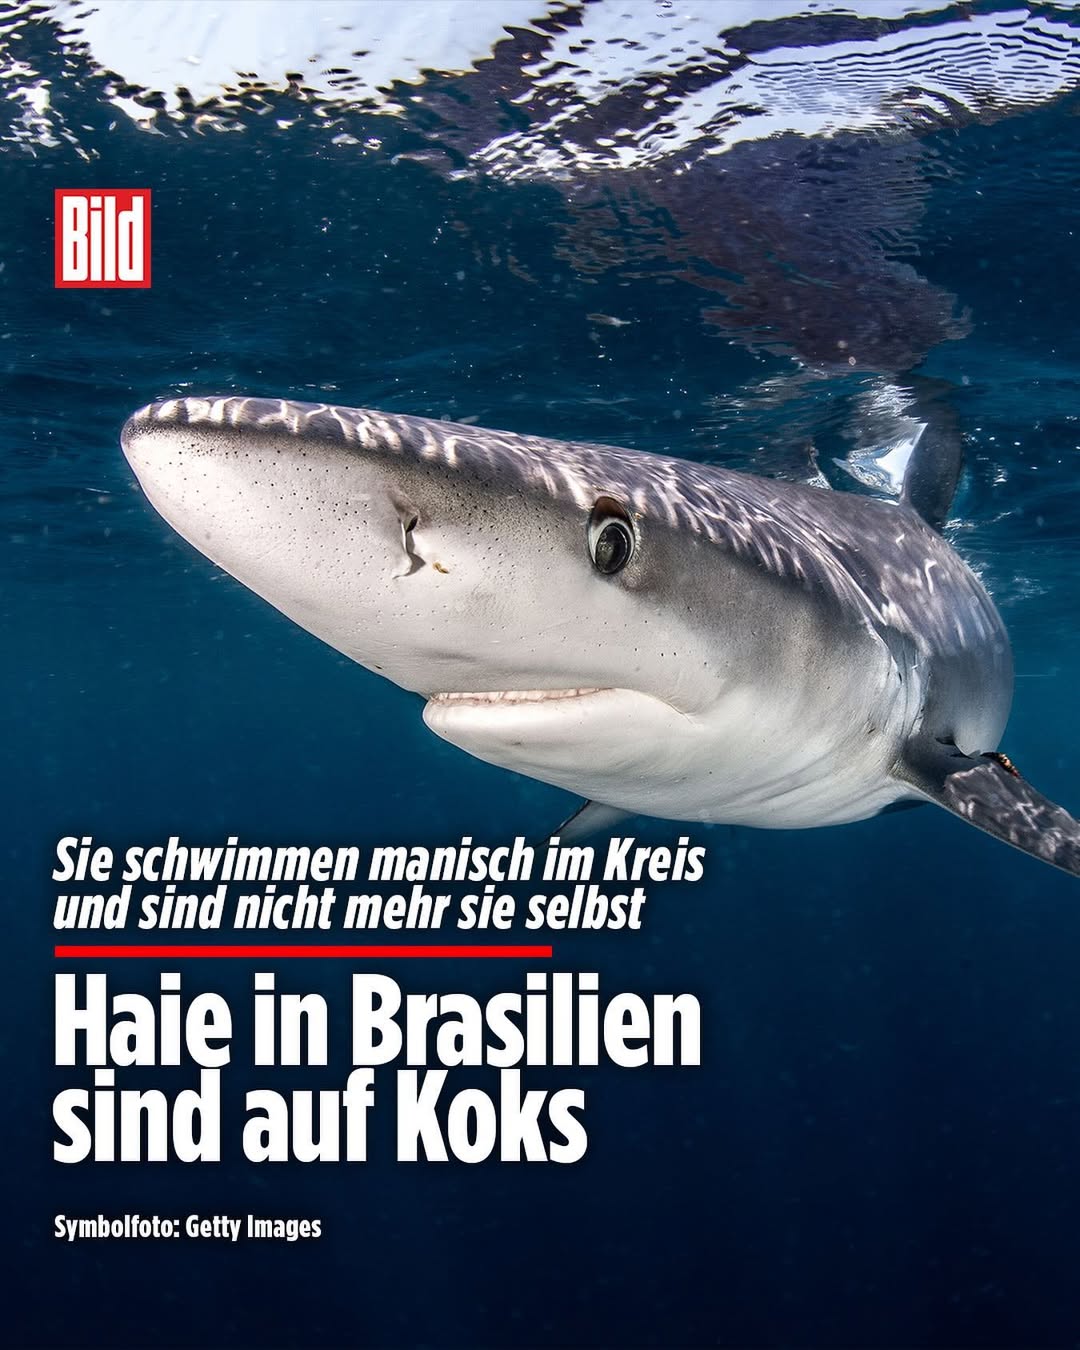 Bild
Sie schwimmen manisch im Kreis
und sind nicht mehr sie selbst
Haie in Brasilien
sind auf Koks
Symbolfoto: Getty Images